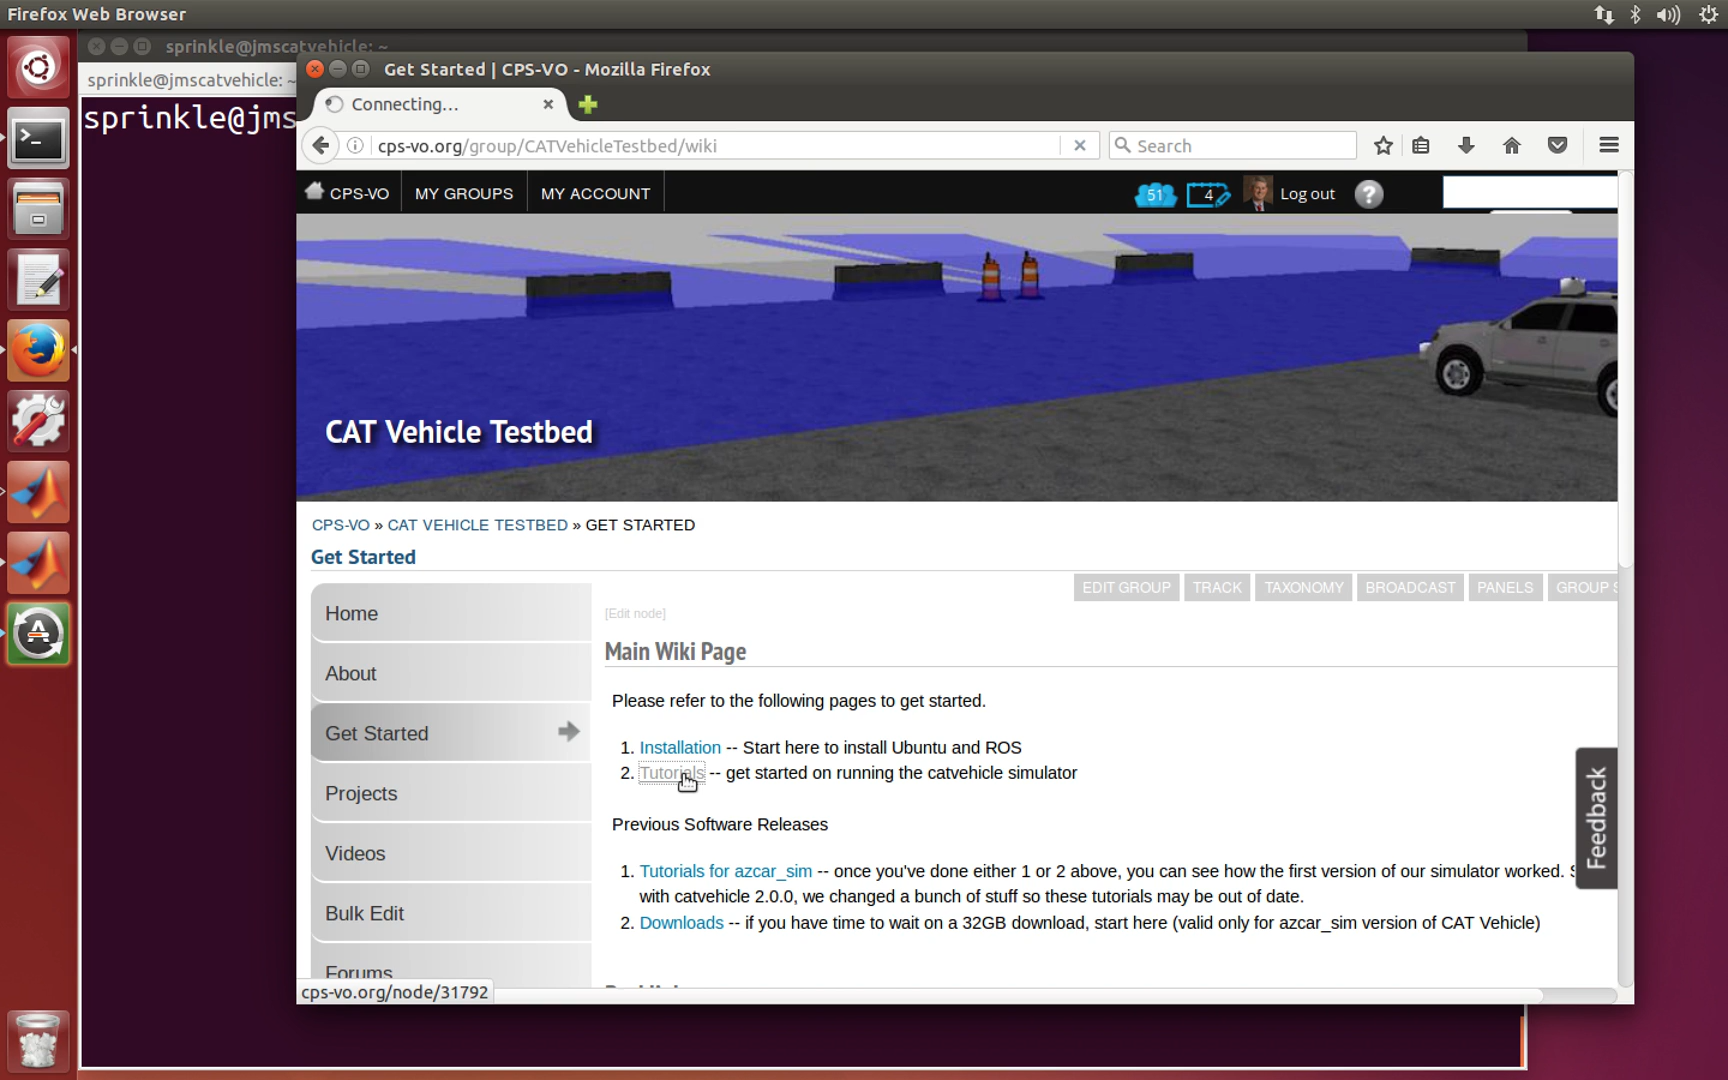 Firefox Web Browser
sprinkle@jmscatvehicle: ~
sprinkle@jmscatvehicle: ~
sprinkle@jms
Get Started | CPS-VO - Mozilla Firefox
Connecting…
cps-vo.org/group/CATVehicleTestbed/wiki
Search
CPS-VO
MY GROUPS
MY ACCOUNT
51
4
Log out
?
CAT Vehicle Testbed
CPS-VO » CAT VEHICLE TESTBED » GET STARTED
Get Started
EDIT GROUP
TRACK
TAXONOMY
BROADCAST
PANELS
GROUP S
Home
About
Get Started
Projects
Videos
Bulk Edit
Forums
[Edit node]
Main Wiki Page
Please refer to the following pages to get started.
1. Installation -- Start here to install Ubuntu and ROS
2. Tutorials -- get started on running the catvehicle simulator
Previous Software Releases
1. Tutorials for azcar_sim -- once you've done either 1 or 2 above, you can see how the first version of our simulator worked. S
with catvehicle 2.0.0, we changed a bunch of stuff so these tutorials may be out of date.
2. Downloads -- if you have time to wait on a 32GB download, start here (valid only for azcar_sim version of CAT Vehicle)
Feedback
cps-vo.org/node/31792